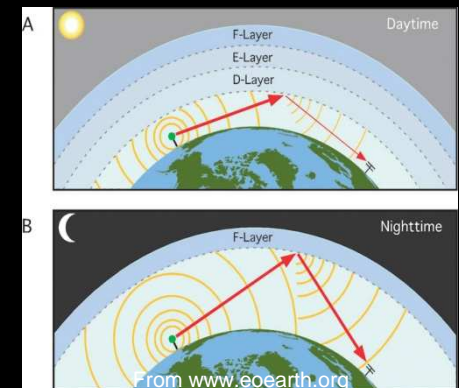 A
Daytime
F-Layer
E-Layer
D-Layer
B
Nighttime
F-Layer
From www.eoearth.org